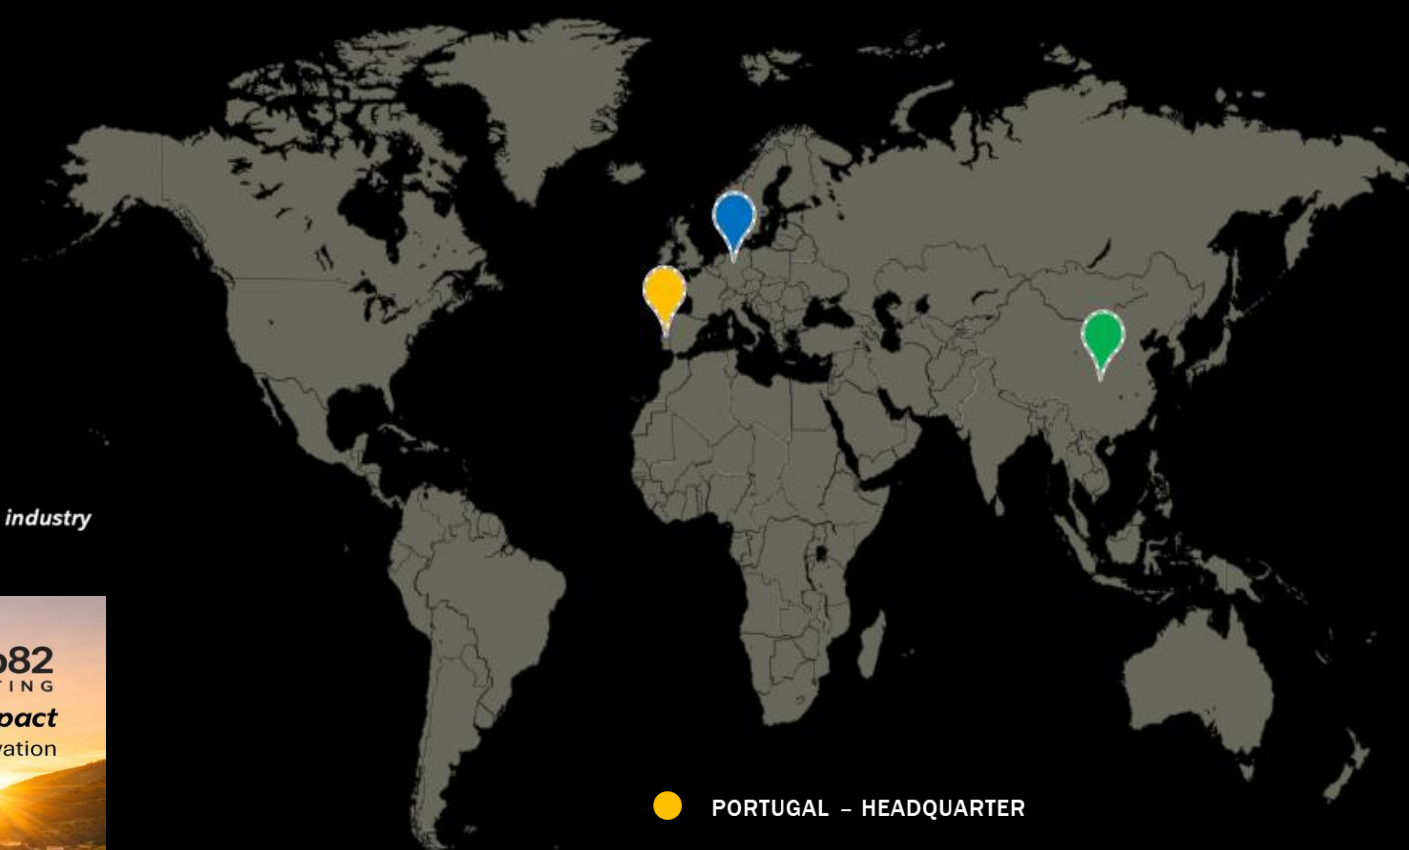 industry
82
TING
pact
vation
PORTUGAL – HEADQUARTER